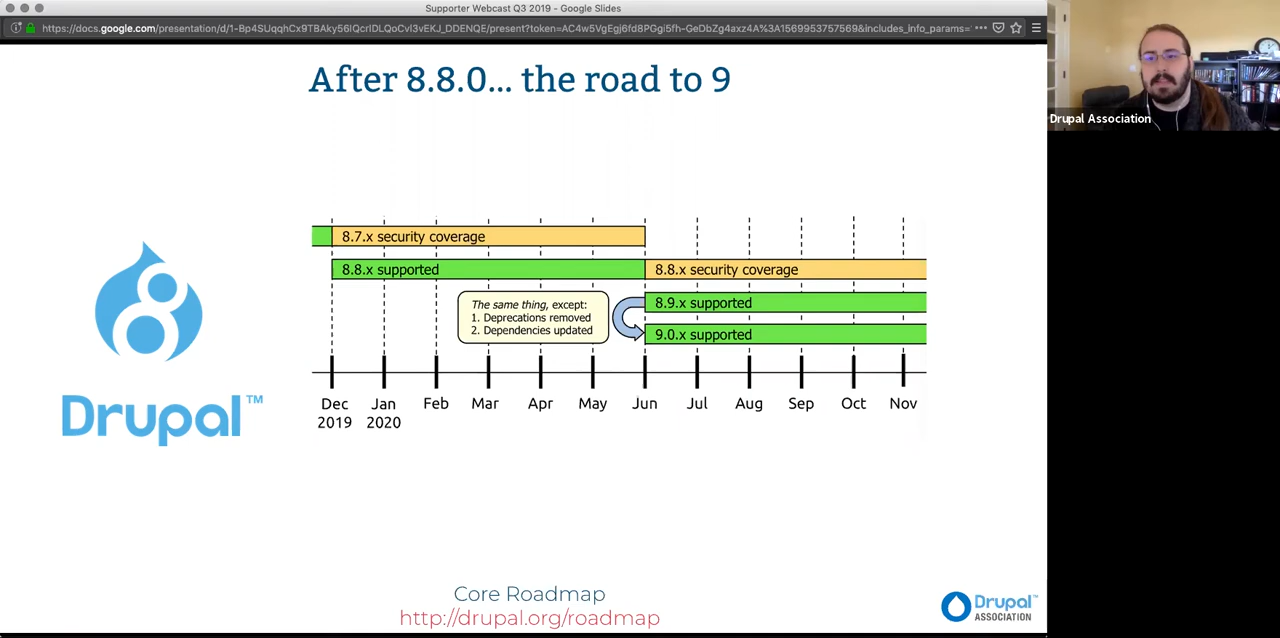 Supporter Webcast Q3 2019 - Google Slides
After 8.8.0... the road to 9
Drupal Association
8.7.x security coverage
8.8.x supported
8.8.x security coverage
The same thing, except:
1. Deprecations removed
2. Dependencies updated
8.9.x supported
9.0.x supported
Dec Jan Feb Mar Apr May Jun Jul Aug Sep Oct Nov
2019 2020
Drupal™
Core Roadmap
http://drupal.org/roadmap
Drupal™
ASSOCIATION